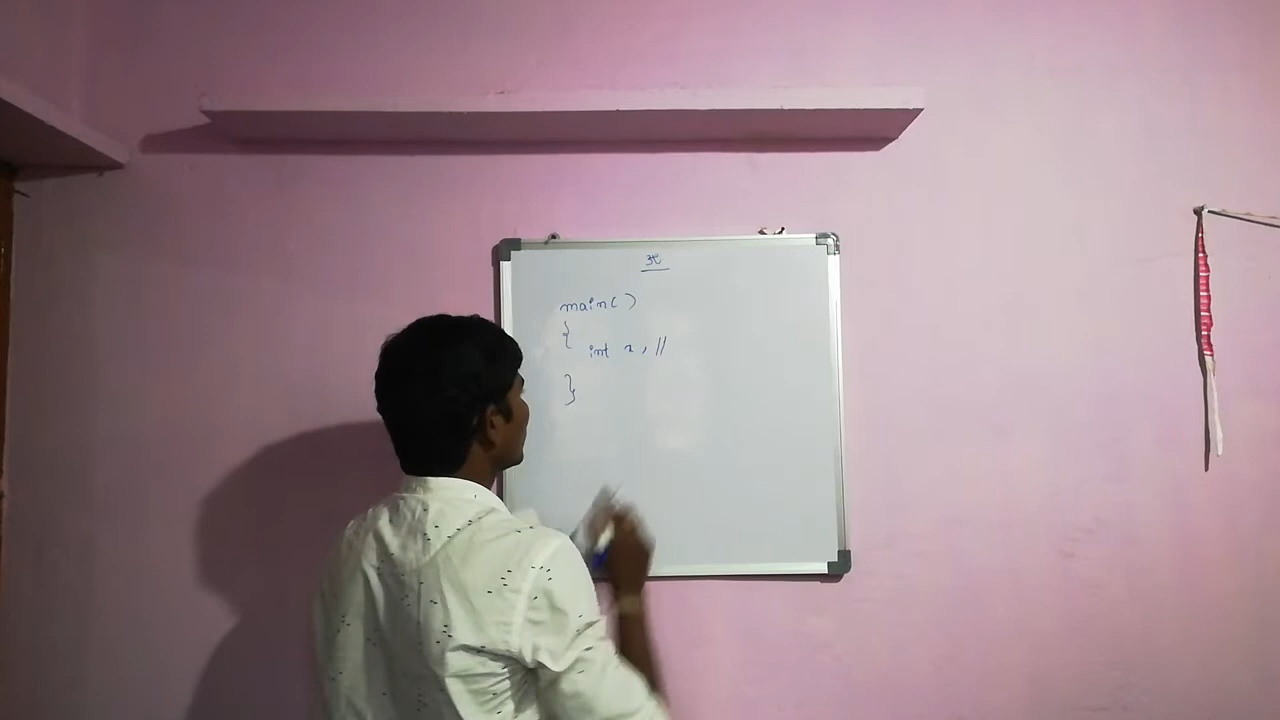 ॐ
main()
{
int x, //
}